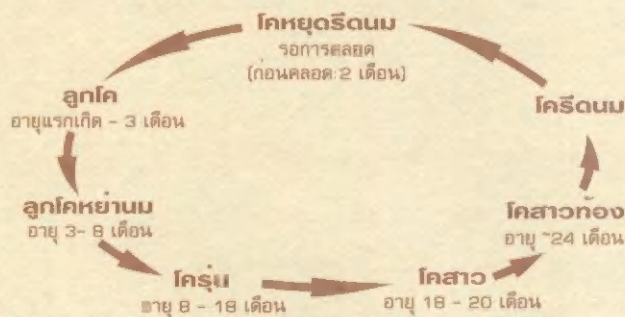 โคหยุดรีดนม
รอการคลอด
(ก่อนคลอด 2 เดือน)
ลูกโค
อายุแรกเกิด - 3 เดือน
โครีดนม
ลูกโคหย่านม
อายุ 3- 8 เดือน
โคสาวท้อง
อายุ ~24 เดือน
โครุ่น
อายุ 8 - 18 เดือน
โคสาว
อายุ 18 - 20 เดือน